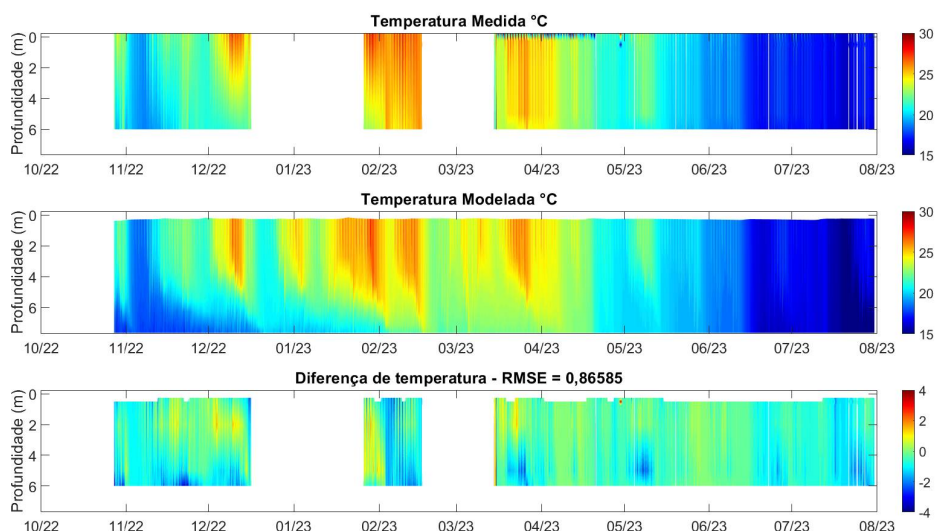 Temperatura Medida °C
Profundidade (m)
0
2
4
6
10/22 11/22 12/22 01/23 02/23 03/23 04/23 05/23 06/23 07/23 08/23
30
25
20
15
Temperatura Modelada °C
Profundidade (m)
0
2
4
6
10/22 11/22 12/22 01/23 02/23 03/23 04/23 05/23 06/23 07/23 08/23
30
25
20
15
Diferença de temperatura - RMSE = 0,86585
Profundidade (m)
0
2
4
6
10/22 11/22 12/22 01/23 02/23 03/23 04/23 05/23 06/23 07/23 08/23
4
2
0
-2
-4